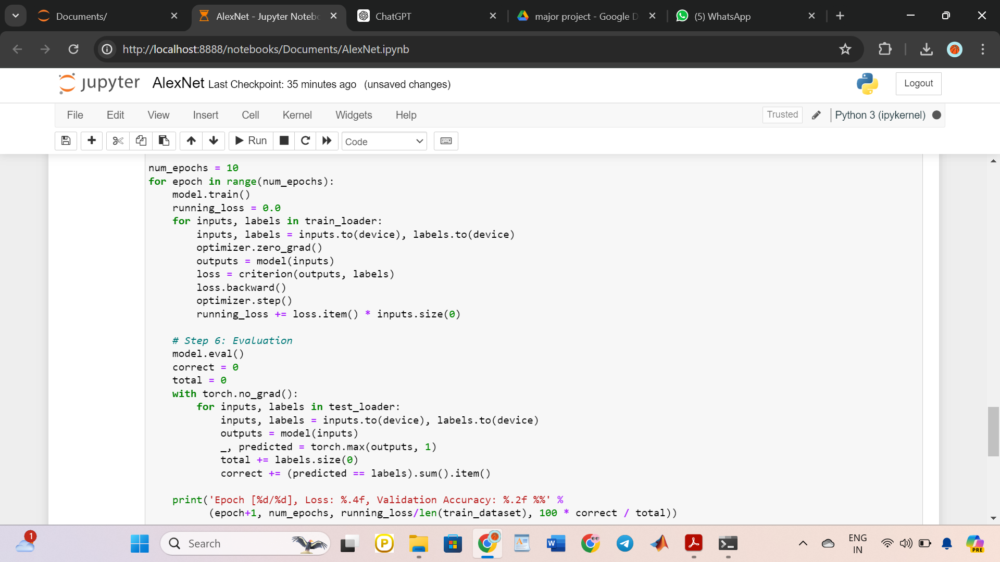 Documents/
AlexNet - Jupyter Notebo
ChatGPT
major project - Google D
(5) WhatsApp
http://localhost:8888/notebooks/Documents/AlexNet.ipynb
jupyter AlexNet Last Checkpoint: 35 minutes ago (unsaved changes)
Logout
File Edit View Insert Cell Kernel Widgets Help
Trusted
Python 3 (ipykernel)
Run
Code
num_epochs = 10
for epoch in range(num_epochs):
    model.train()
    running_loss = 0.0
    for inputs, labels in train_loader:
        inputs, labels = inputs.to(device), labels.to(device)
        optimizer.zero_grad()
        outputs = model(inputs)
        loss = criterion(outputs, labels)
        loss.backward()
        optimizer.step()
        running_loss += loss.item() * inputs.size(0)
    # Step 6: Evaluation
    model.eval()
    correct = 0
    total = 0
    with torch.no_grad():
        for inputs, labels in test_loader:
            inputs, labels = inputs.to(device), labels.to(device)
            outputs = model(inputs)
            _, predicted = torch.max(outputs, 1)
            total += labels.size(0)
            correct += (predicted == labels).sum().item()
    print('Epoch [%d/%d], Loss: %.4f, Validation Accuracy: %.2f %%' %
          (epoch+1, num_epochs, running_loss/len(train_dataset), 100 * correct / total))
1
Search
P
W
PRE
ENG
IN